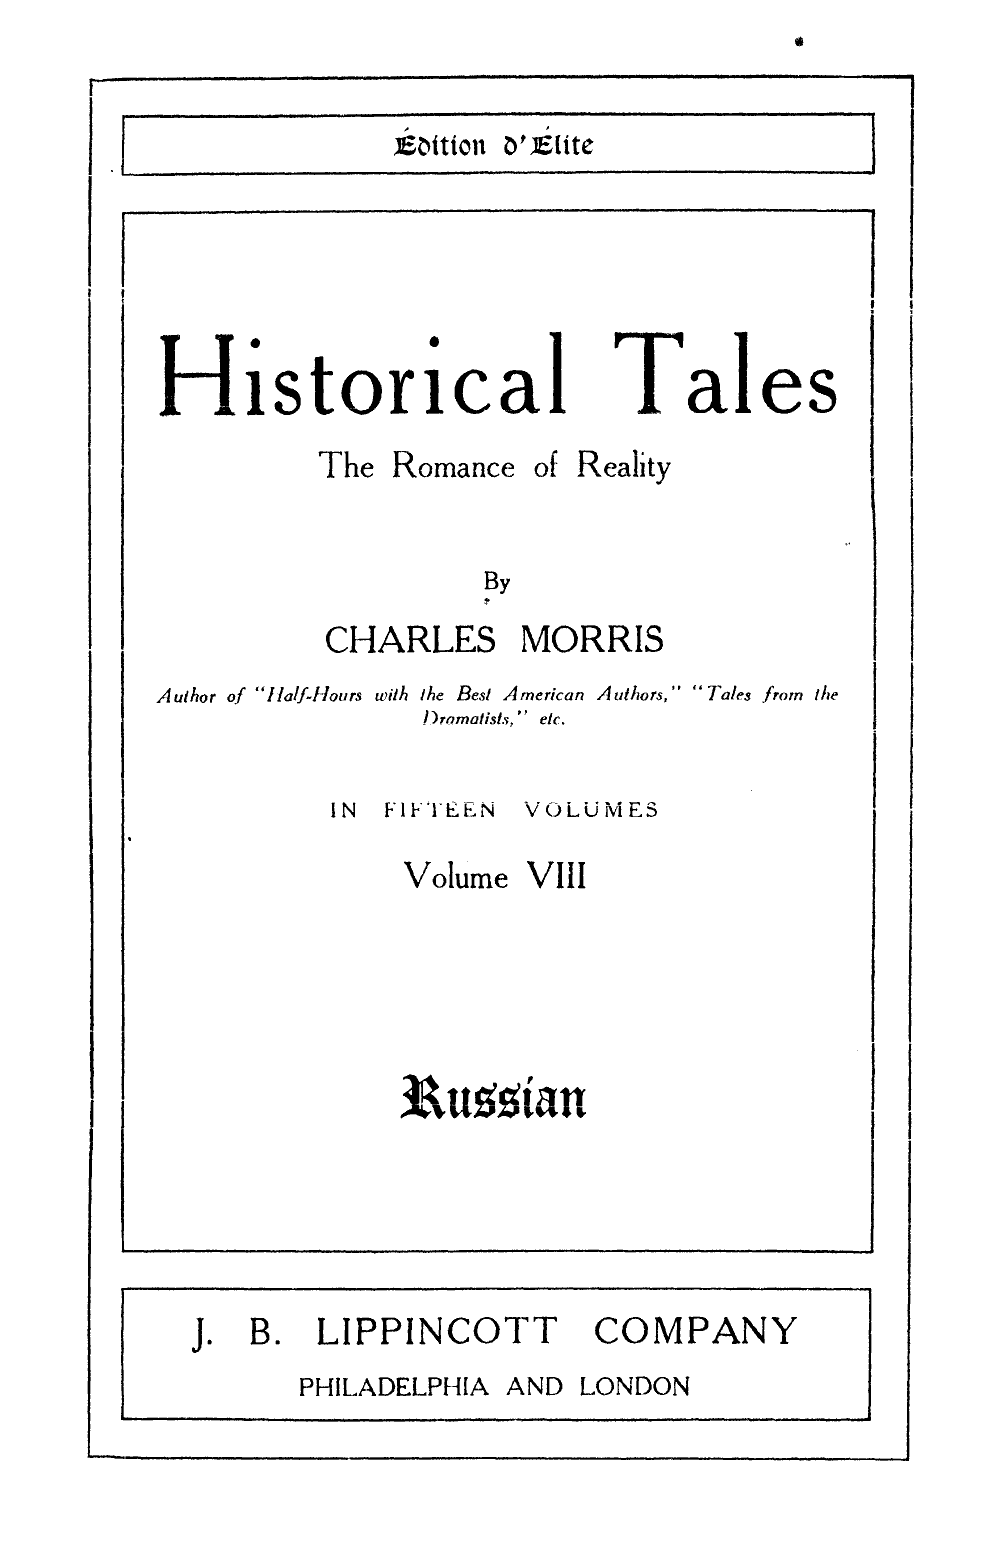 Édition d'Élite
Historical Tales
The Romance of Reality
By
CHARLES MORRIS
Author of "Half-Hours with the Best American Authors," "Tales from the
Dramatists," etc.
IN FIFTEEN VOLUMES
Volume VIII
Russian
J. B. LIPPINCOTT COMPANY
PHILADELPHIA AND LONDON